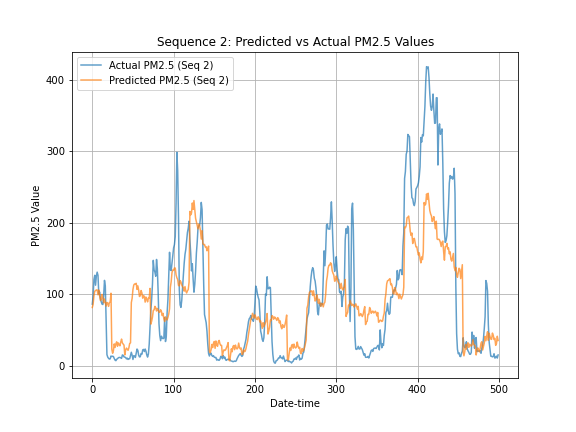 Sequence 2: Predicted vs Actual PM2.5 Values
Actual PM2.5 (Seq 2)
Predicted PM2.5 (Seq 2)
PM2.5 Value
400
300
200
100
0
0 100 200 300 400 500
Date-time